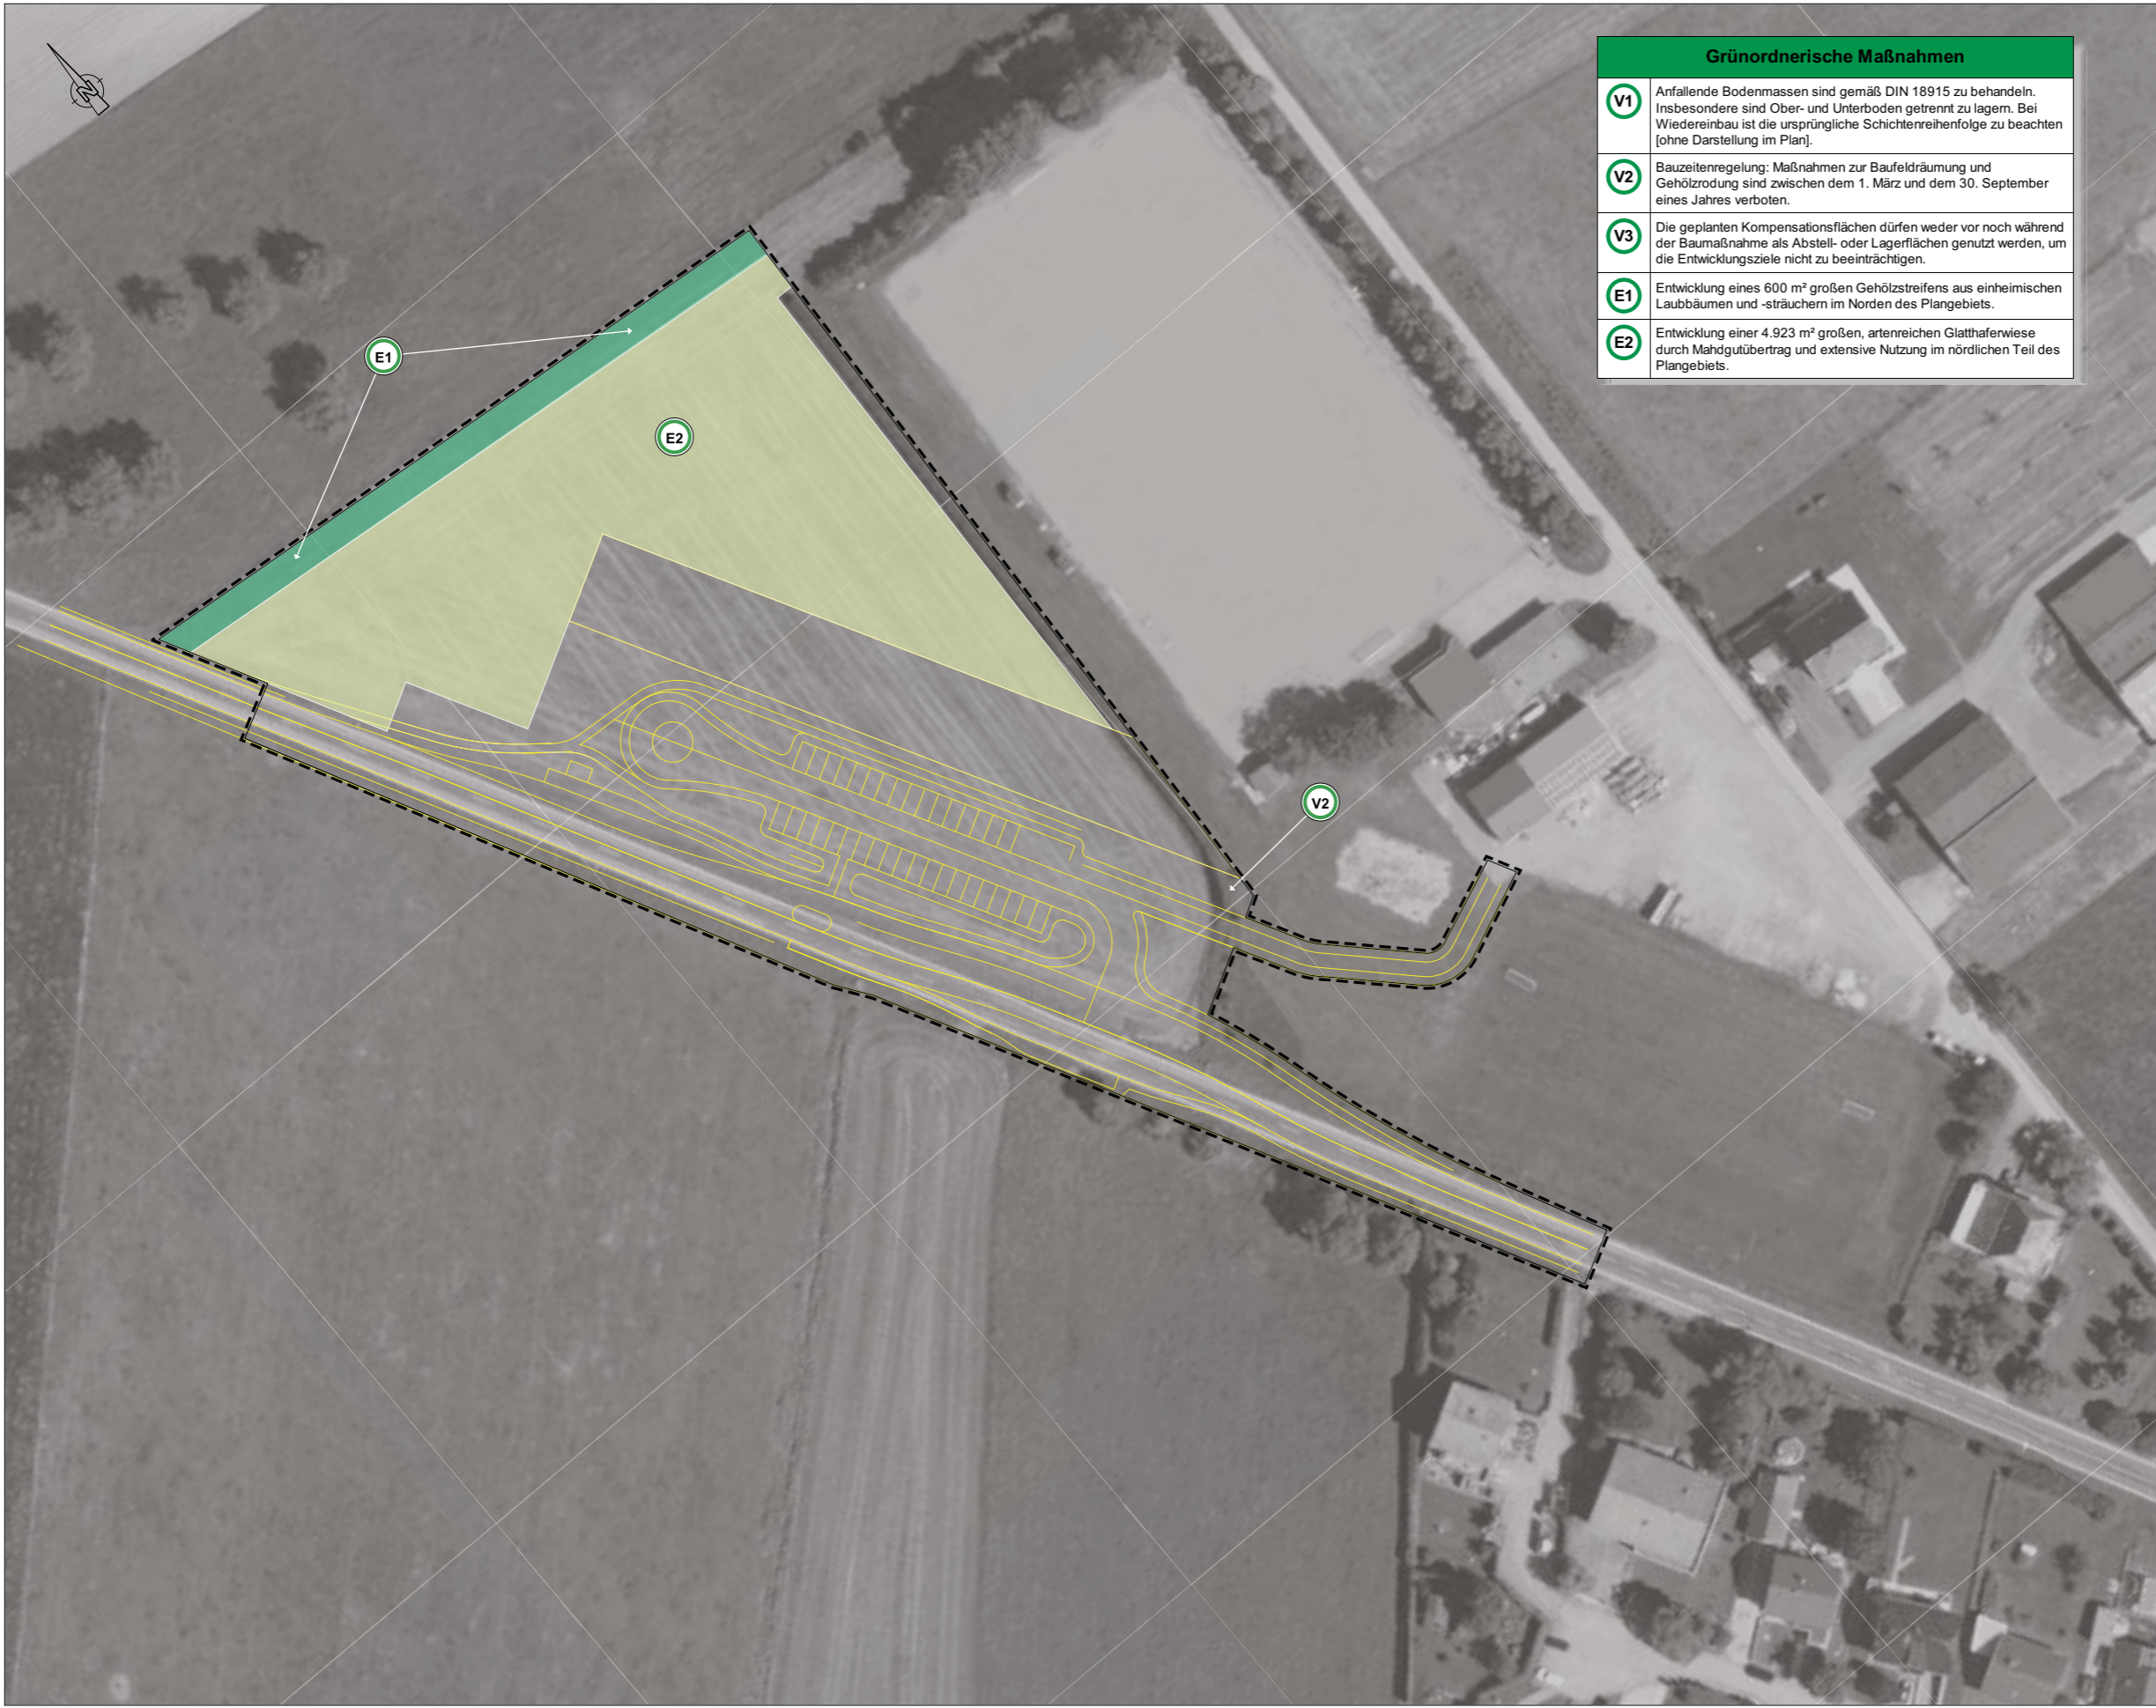 N
Grünordnerische Maßnahmen
V1
Anfallende Bodenmassen sind gemäß DIN 18915 zu behandeln.
Insbesondere sind Ober- und Unterboden getrennt zu lagern. Bei
Wiedereinbau ist die ursprüngliche Schichtenreihenfolge zu beachten
[ohne Darstellung im Plan].
V2
Bauzeitenregelung: Maßnahmen zur Baufeldräumung und
Gehölzrodung sind zwischen dem 1. März und dem 30. September
eines Jahres verboten.
V3
Die geplanten Kompensationsflächen dürfen weder vor noch während
der Baumaßnahme als Abstell- oder Lagerflächen genutzt werden, um
die Entwicklungsziele nicht zu beeinträchtigen.
E1
Entwicklung eines 600 m² großen Gehölzstreifens aus einheimischen
Laubbäumen und -sträuchern im Norden des Plangebiets.
E2
Entwicklung einer 4.923 m² großen, artenreichen Glatthaferwiese
durch Mahdgutübertrag und extensive Nutzung im nördlichen Teil des
Plangebiets.
E1
E2
V2